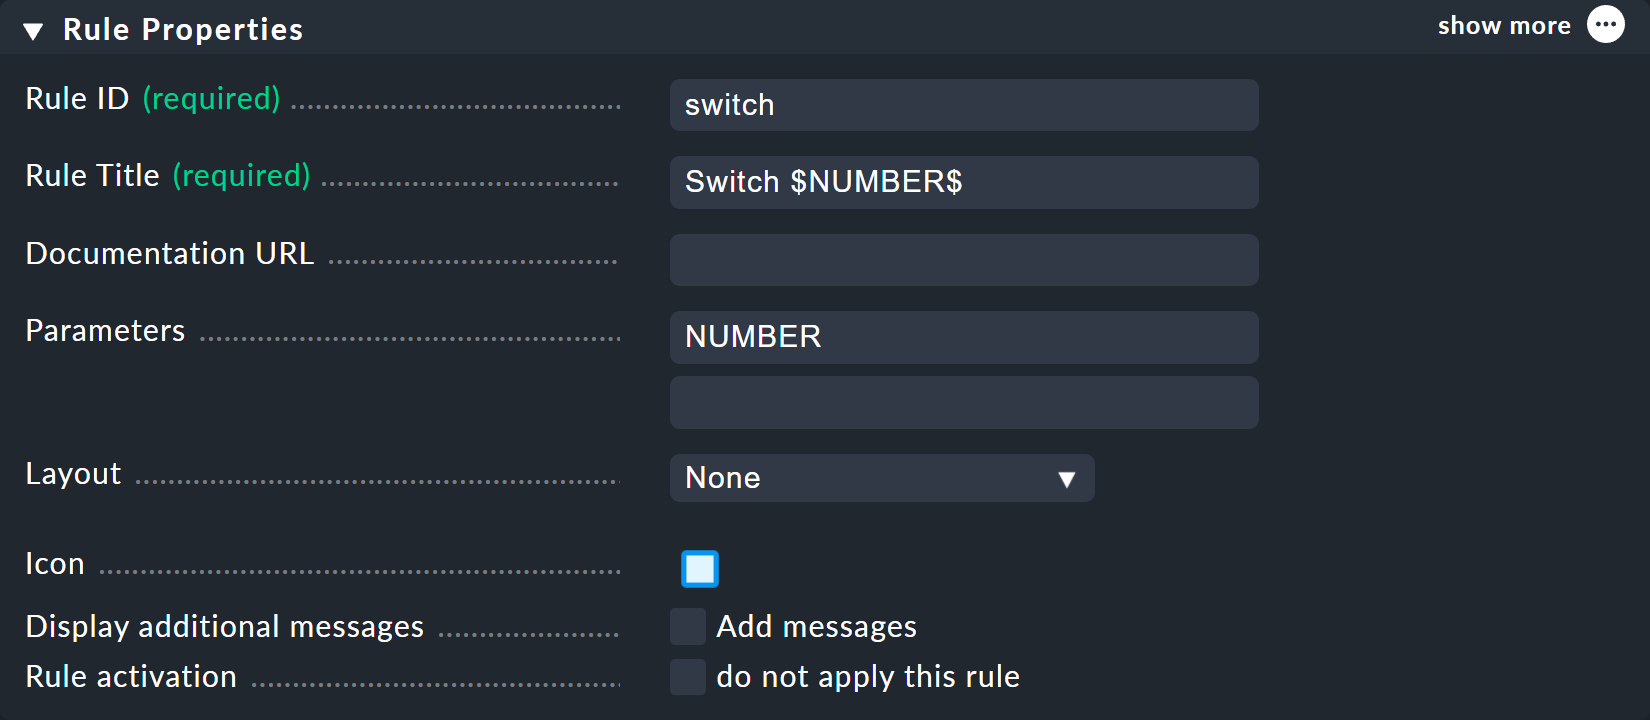 Rule Properties
show more
Rule ID (required)
switch
Rule Title (required)
Switch $NUMBER$
Documentation URL
Parameters
NUMBER
Layout
None
Icon
Display additional messages
Add messages
Rule activation
do not apply this rule